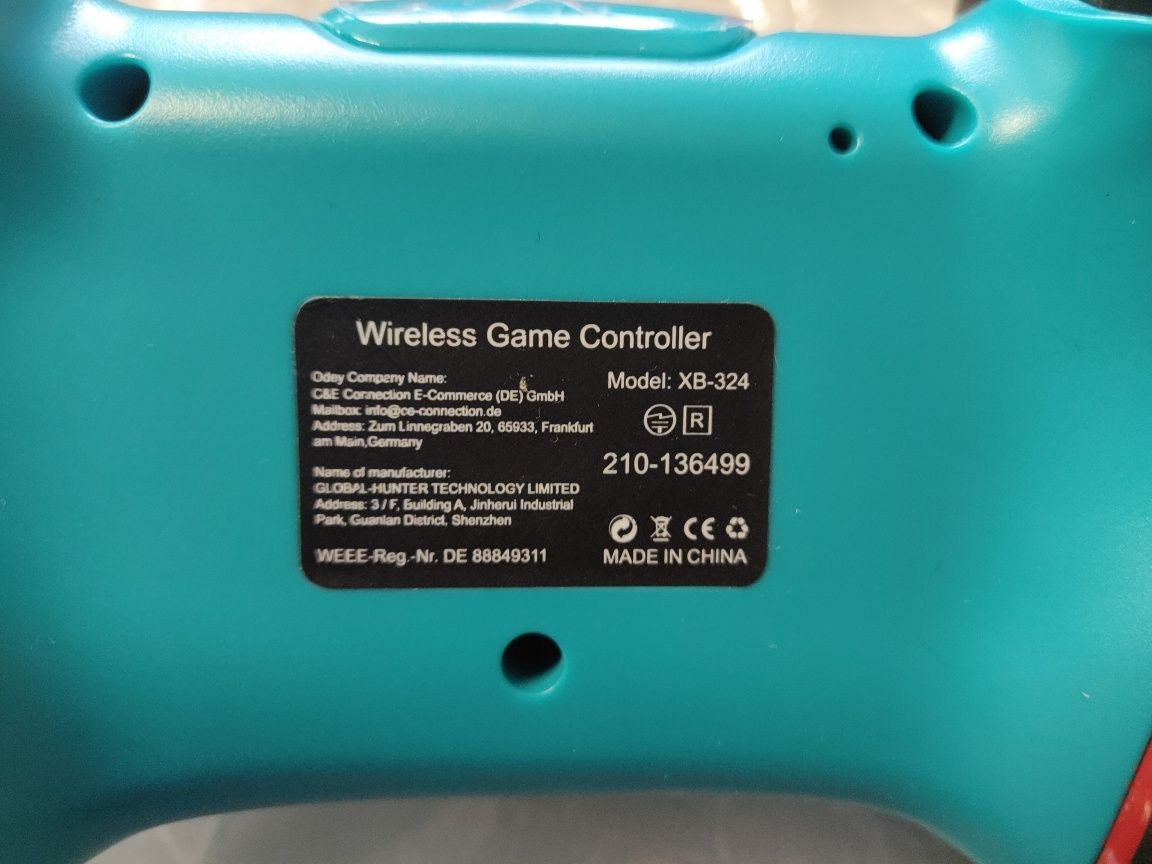 Wireless Game Controller
Odey Company Name:
C&E Connection E-Commerce (DE) GmbH
Mailbox: info@ce-connection.de
Address: Zum Linnegraben 20, 65933, Frankfurt
am Main,Germany
Name of manufacturer:
GLOBAL-HUNTER TECHNOLOGY LIMITED
Address: 3 / F, Building A, Jinherui Industrial
Park, Guanlan District, Shenzhen
WEEE-Reg.-Nr. DE 88849311
Model: XB-324
R
210-136499
CE
MADE IN CHINA